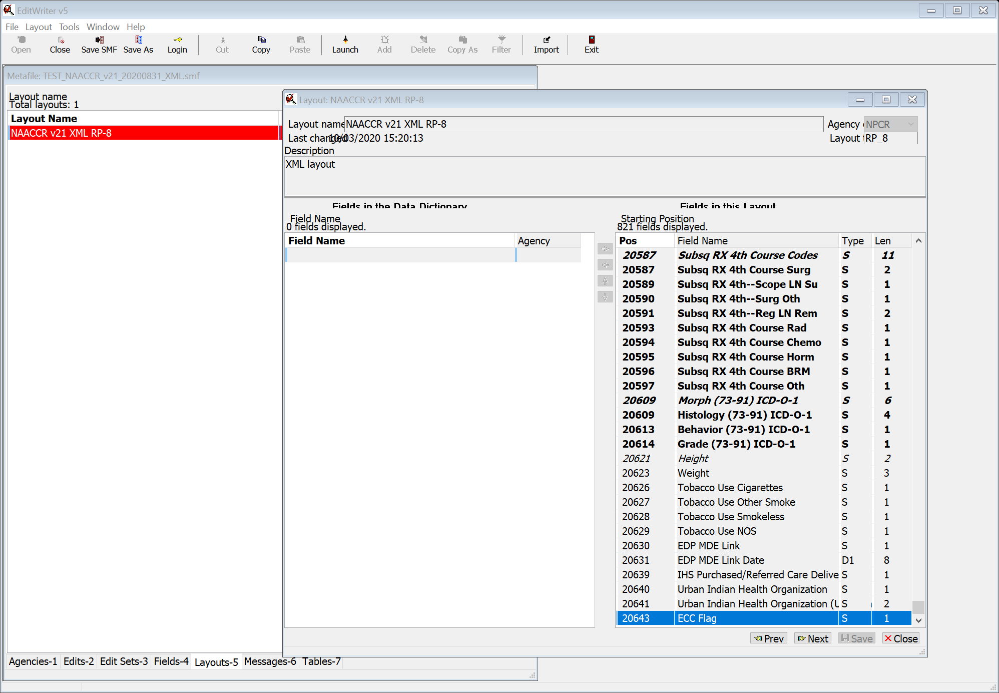 EditWriter v5
File Layout Tools Window Help
Open Close Save SMF Save As Login Cut Copy Paste Launch Add Delete Copy As Filter Import Exit
Metafile: TEST_NAACCR_v21_20200831_XML.smf
Layout name
Total layouts: 1
Layout Name
NAACCR v21 XML RP-8
Layout: NAACCR v21 XML RP-8
Layout name NAACCR v21 XML RP-8 Agency NPCR
Last changed 10/03/2020 15:20:13 Layout RP_8
Description
XML layout
Fields in the Data Dictionary
Fields in this Layout
Field Name
0 fields displayed.
Field Name Agency
Starting Position
821 fields displayed.
Pos Field Name Type Len
20587 Subsq RX 4th Course Codes S 11
20587 Subsq RX 4th Course Surg S 2
20589 Subsq RX 4th--Scope LN Su S 1
20590 Subsq RX 4th--Surg Oth S 1
20591 Subsq RX 4th--Reg LN Rem S 2
20593 Subsq RX 4th Course Rad S 1
20594 Subsq RX 4th Course Chemo S 1
20595 Subsq RX 4th Course Horm S 1
20596 Subsq RX 4th Course BRM S 1
20597 Subsq RX 4th Course Oth S 1
20609 Morph (73-91) ICD-O-1 S 6
20609 Histology (73-91) ICD-O-1 S 4
20613 Behavior (73-91) ICD-O-1 S 1
20614 Grade (73-91) ICD-O-1 S 1
20621 Height S 2
20623 Weight S 3
20626 Tobacco Use Cigarettes S 1
20627 Tobacco Use Other Smoke S 1
20628 Tobacco Use Smokeless S 1
20629 Tobacco Use NOS S 1
20630 EDP MDE Link S 1
20631 EDP MDE Link Date D1 8
20639 IHS Purchased/Referred Care Delive S 1
20640 Urban Indian Health Organization S 1
20641 Urban Indian Health Organization (U S 2
20643 ECC Flag S 1
Prev Next Save Close
Agencies-1 Edits-2 Edit Sets-3 Fields-4 Layouts-5 Messages-6 Tables-7